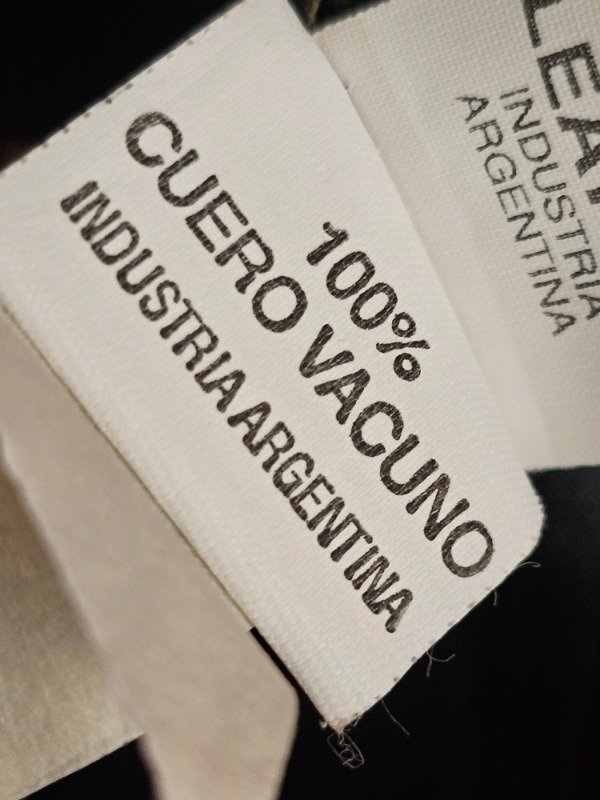 100%
CUERO VACUNO
INDUSTRIA ARGENTINA
INDUSTRIA
ARGENTINA